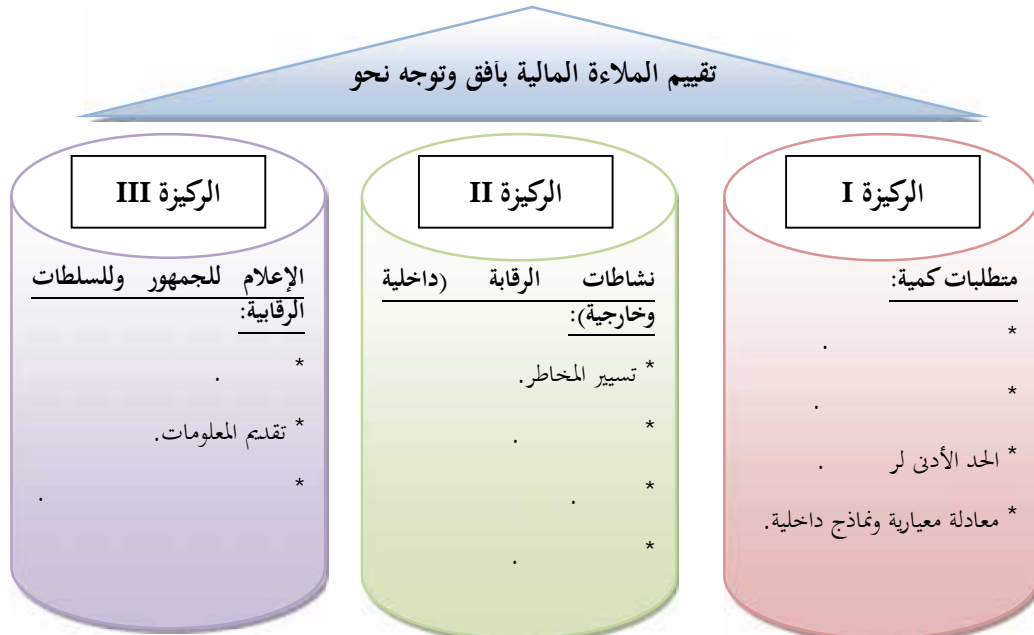 تقييم الملاءة المالية بأفق وتوجه نحو
الركيزة I
متطلبات كمية:
*
.
*
.
* الحد الأدنى لر .
* معادلة معيارية ونماذج داخلية.
الركيزة II
نشاطات الرقابة (داخلية
وخارجية):
* تسيير المخاطر.
*
.
*
.
*
.
الركيزة III
الإعلام للجمهور وللسلطات
الرقابية:
*
.
* تقديم المعلومات.
*
.